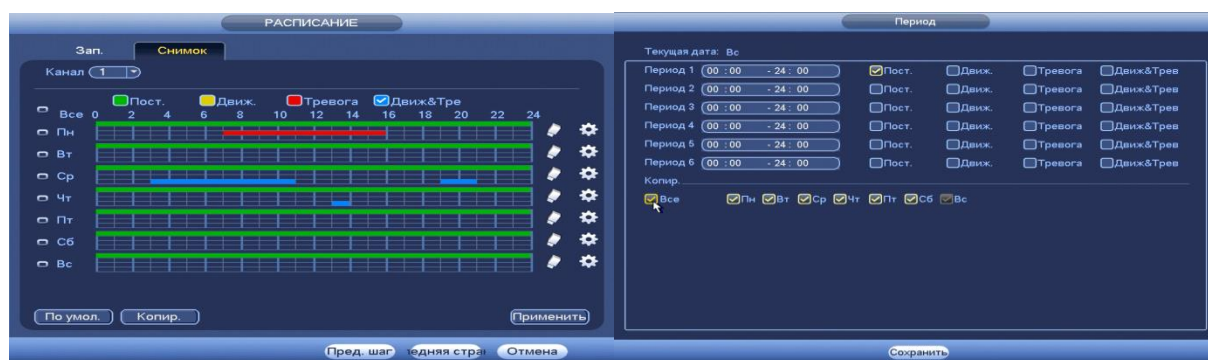 РАСПИСАНИЕ
Зап. Снимок
Канал 1
Пост. Движ. Тревога Движ&Тре
Все 0 2 4 6 8 10 12 14 16 18 20 22 24
Пн
Вт
Ср
Чт
Пт
Сб
Вс
По умол. Копир. Применить
Пред. шаг едняя стра Отмена
Период
Текущая дата: Вс
Период 1 00 : 00 - 24 : 00 Пост. Движ. Тревога Движ&Трев
Период 2 00 : 00 - 24 : 00 Пост. Движ. Тревога Движ&Трев
Период 3 00 : 00 - 24 : 00 Пост. Движ. Тревога Движ&Трев
Период 4 00 : 00 - 24 : 00 Пост. Движ. Тревога Движ&Трев
Период 5 00 : 00 - 24 : 00 Пост. Движ. Тревога Движ&Трев
Период 6 00 : 00 - 24 : 00 Пост. Движ. Тревога Движ&Трев
Копир.
Все Пн Вт Ср Чт Пт Сб Вс
Сохранить